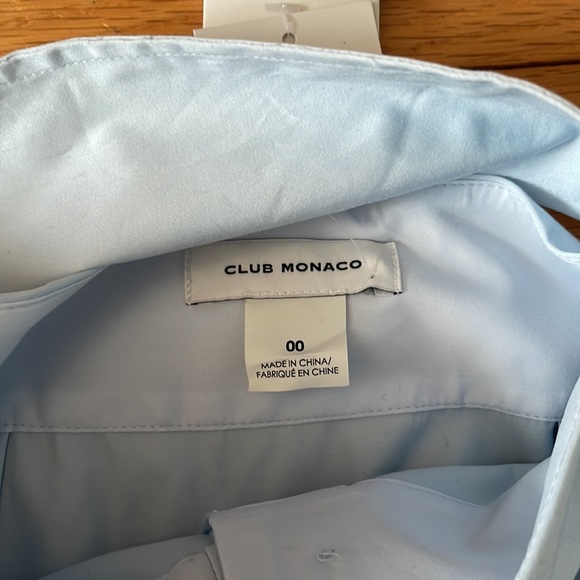 CLUB MONACO
00
MADE IN CHINA/
FABRIQUÉ EN CHINE